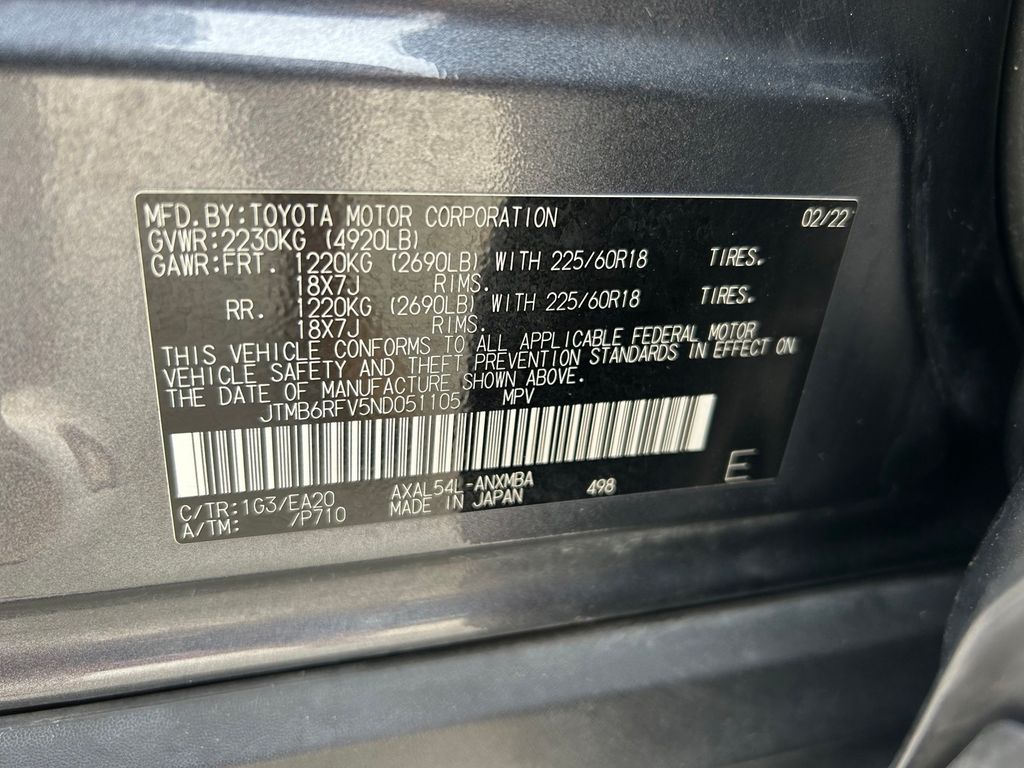 MFD.BY:TOYOTA MOTOR CORPORATION 02/22
GVWR:2230KG (4920LB)
GAWR:FRT. 1220KG (2690LB) WITH 225/60R18 TIRES.
18X7J RIMS.
RR. 1220KG (2690LB) WITH 225/60R18 TIRES.
18X7J RIMS.
THIS VEHICLE CONFORMS TO ALL APPLICABLE FEDERAL MOTOR
VEHICLE SAFETY AND THEFT PREVENTION STANDARDS IN EFFECT ON
THE DATE OF MANUFACTURE SHOWN ABOVE.
JTMB6RFV5ND051105 MPV
E
C/TR:1G3/EA20 AXAL54L-ANXMBA 498
A/TM: /P710 MADE IN JAPAN